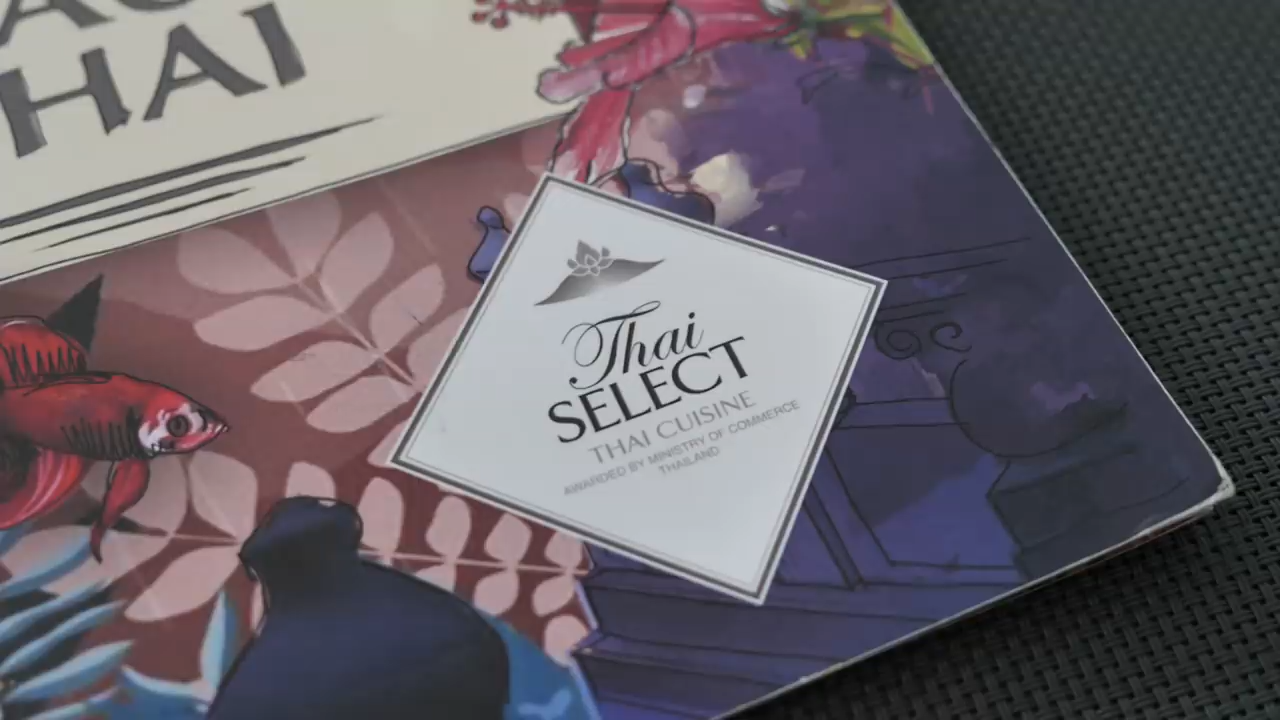 HAI
Thai
SELECT
THAI CUISINE
AWARDED BY MINISTRY OF COMMERCE
THAILAND